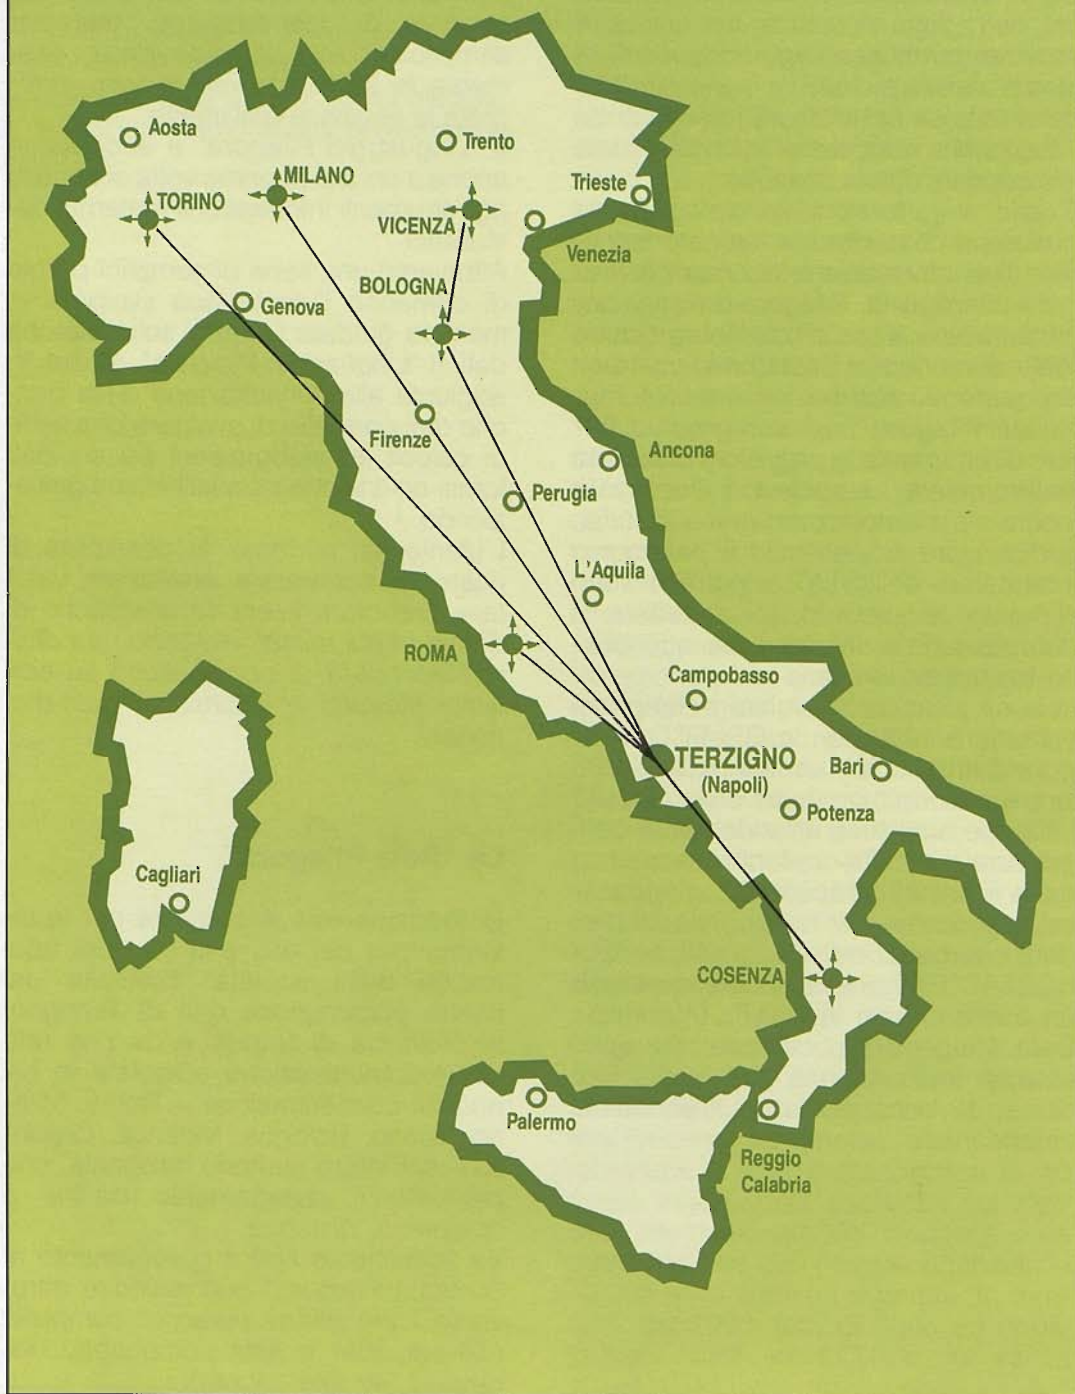 Aosta
Trento
MILANO
Trieste
TORINO
VICENZA
Venezia
BOLOGNA
Genova
Firenze
Ancona
Perugia
L'Aquila
ROMA
Campobasso
TERZIGNO
(Napoli)
Bari
Potenza
Cagliari
COSENZA
Palermo
Reggio
Calabria